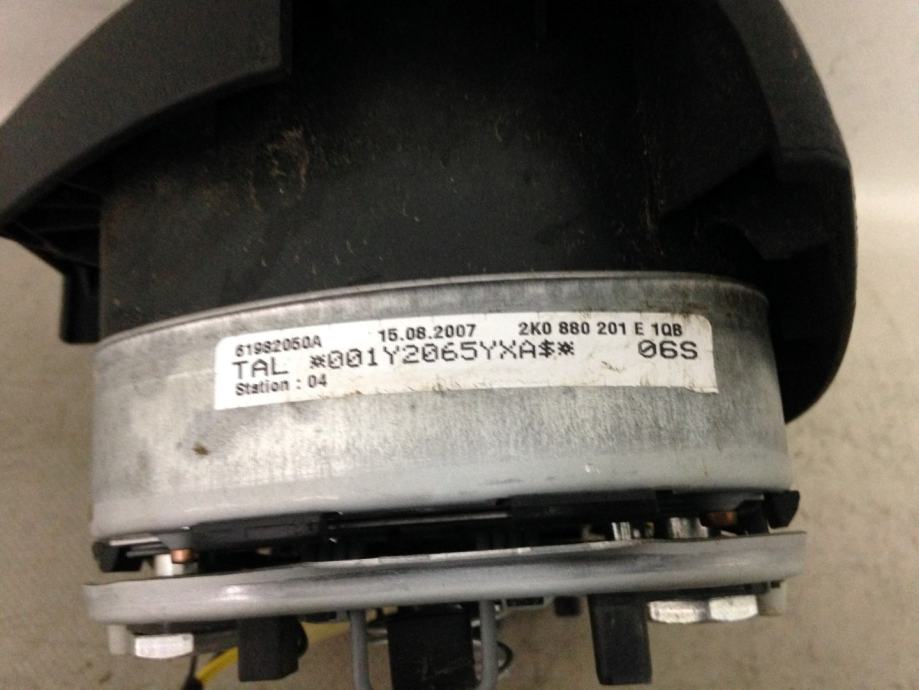 61982050A 15.08.2007 2K0 880 201 E 1QB
TAL *001Y2065YXA$* 06S
Station : 04